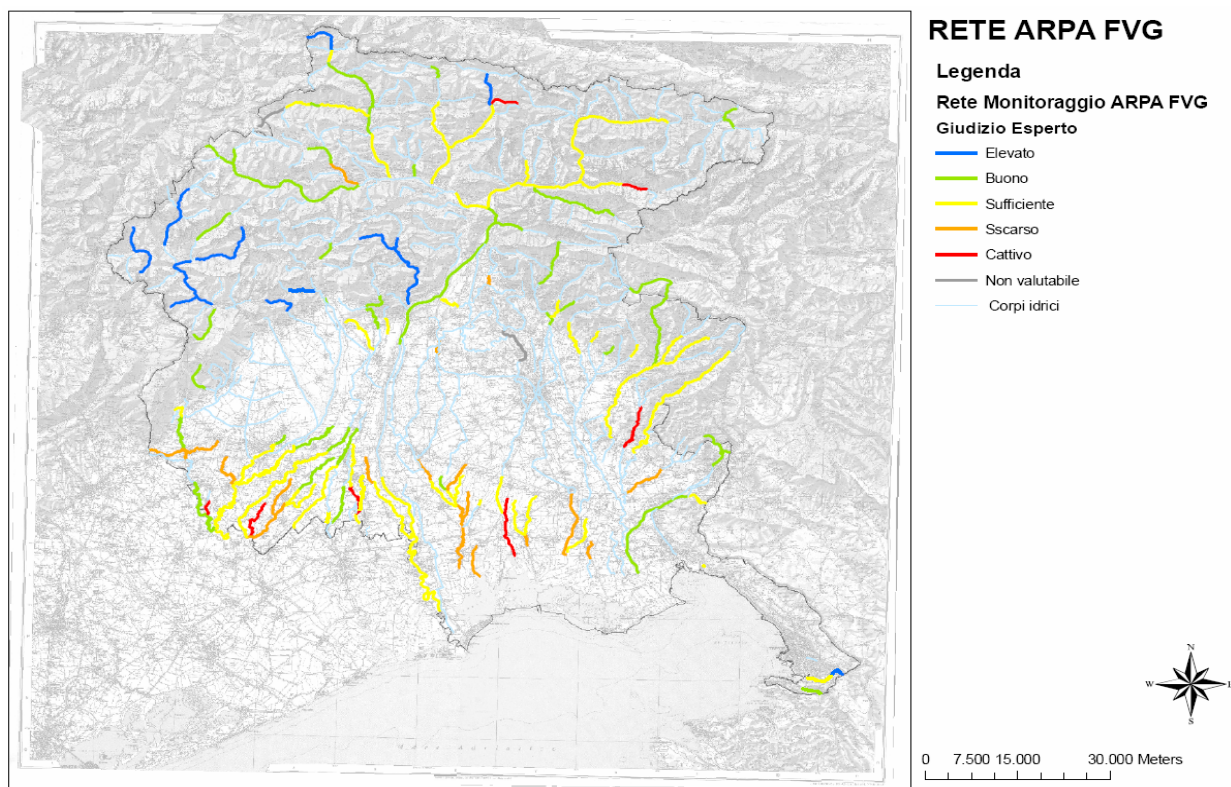 RETE ARPA FVG
Legenda
Rete Monitoraggio ARPA FVG
Giudizio Esperto
Elevato
Buono
Sufficiente
Sscarso
Cattivo
Non valutabile
Corpi idrici
N
W E
S
0 7.500 15.000 30.000 Meters